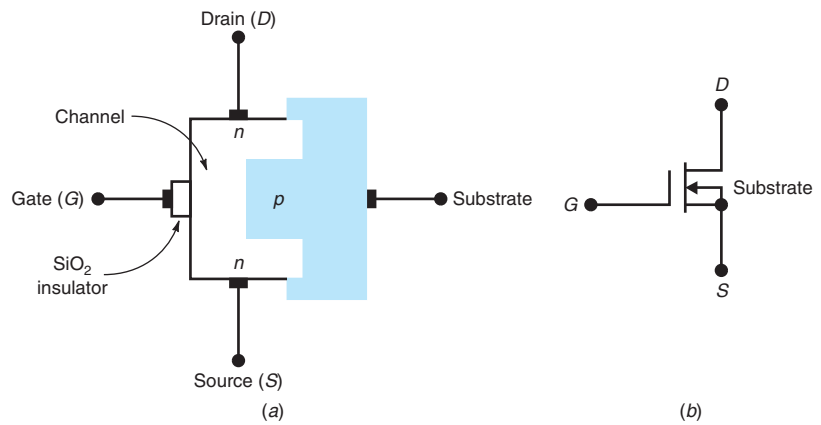 Drain (D)
Channel
n
Gate (G)
p
Substrate
SiO2
insulator
n
Source (S)
(a)
D
Substrate
G
S
(b)